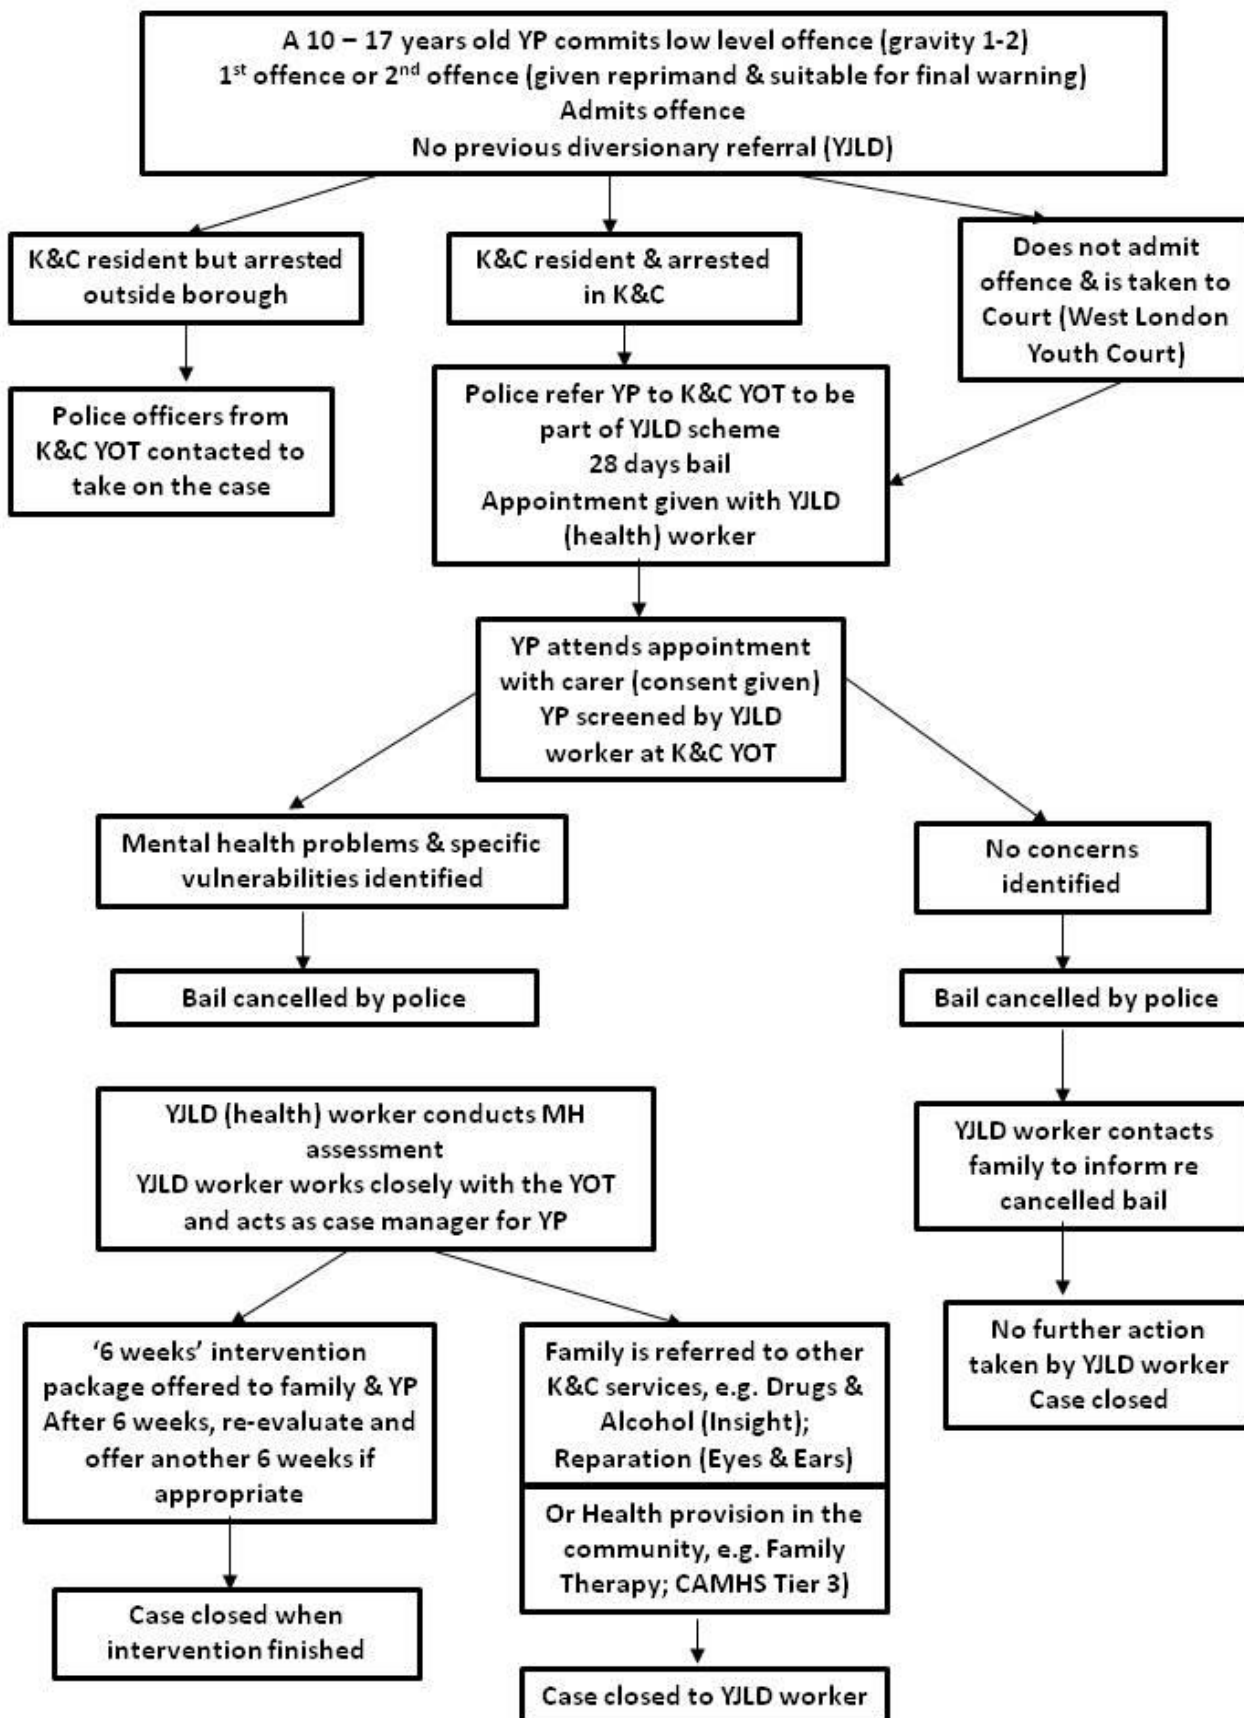 A 10 – 17 years old YP commits low level offence (gravity 1-2)
1st offence or 2nd offence (given reprimand & suitable for final warning)
Admits offence
No previous diversionary referral (YJLD)
K&C resident but arrested
outside borough
K&C resident & arrested
in K&C
Does not admit
offence & is taken to
Court (West London
Youth Court)
Police officers from
K&C YOT contacted to
take on the case
Police refer YP to K&C YOT to be
part of YJLD scheme
28 days bail
Appointment given with YJLD
(health) worker
YP attends appointment
with carer (consent given)
YP screened by YJLD
worker at K&C YOT
Mental health problems & specific
vulnerabilities identified
No concerns
identified
Bail cancelled by police
Bail cancelled by police
YJLD (health) worker conducts MH
assessment
YJLD worker works closely with the YOT
and acts as case manager for YP
YJLD worker contacts
family to inform re
cancelled bail
‘6 weeks’ intervention
package offered to family & YP
After 6 weeks, re-evaluate and
offer another 6 weeks if
appropriate
Family is referred to other
K&C services, e.g. Drugs &
Alcohol (Insight);
Reparation (Eyes & Ears)
No further action
taken by YJLD worker
Case closed
Or Health provision in the
community, e.g. Family
Therapy; CAMHS Tier 3)
Case closed when
intervention finished
Case closed to YJLD worker